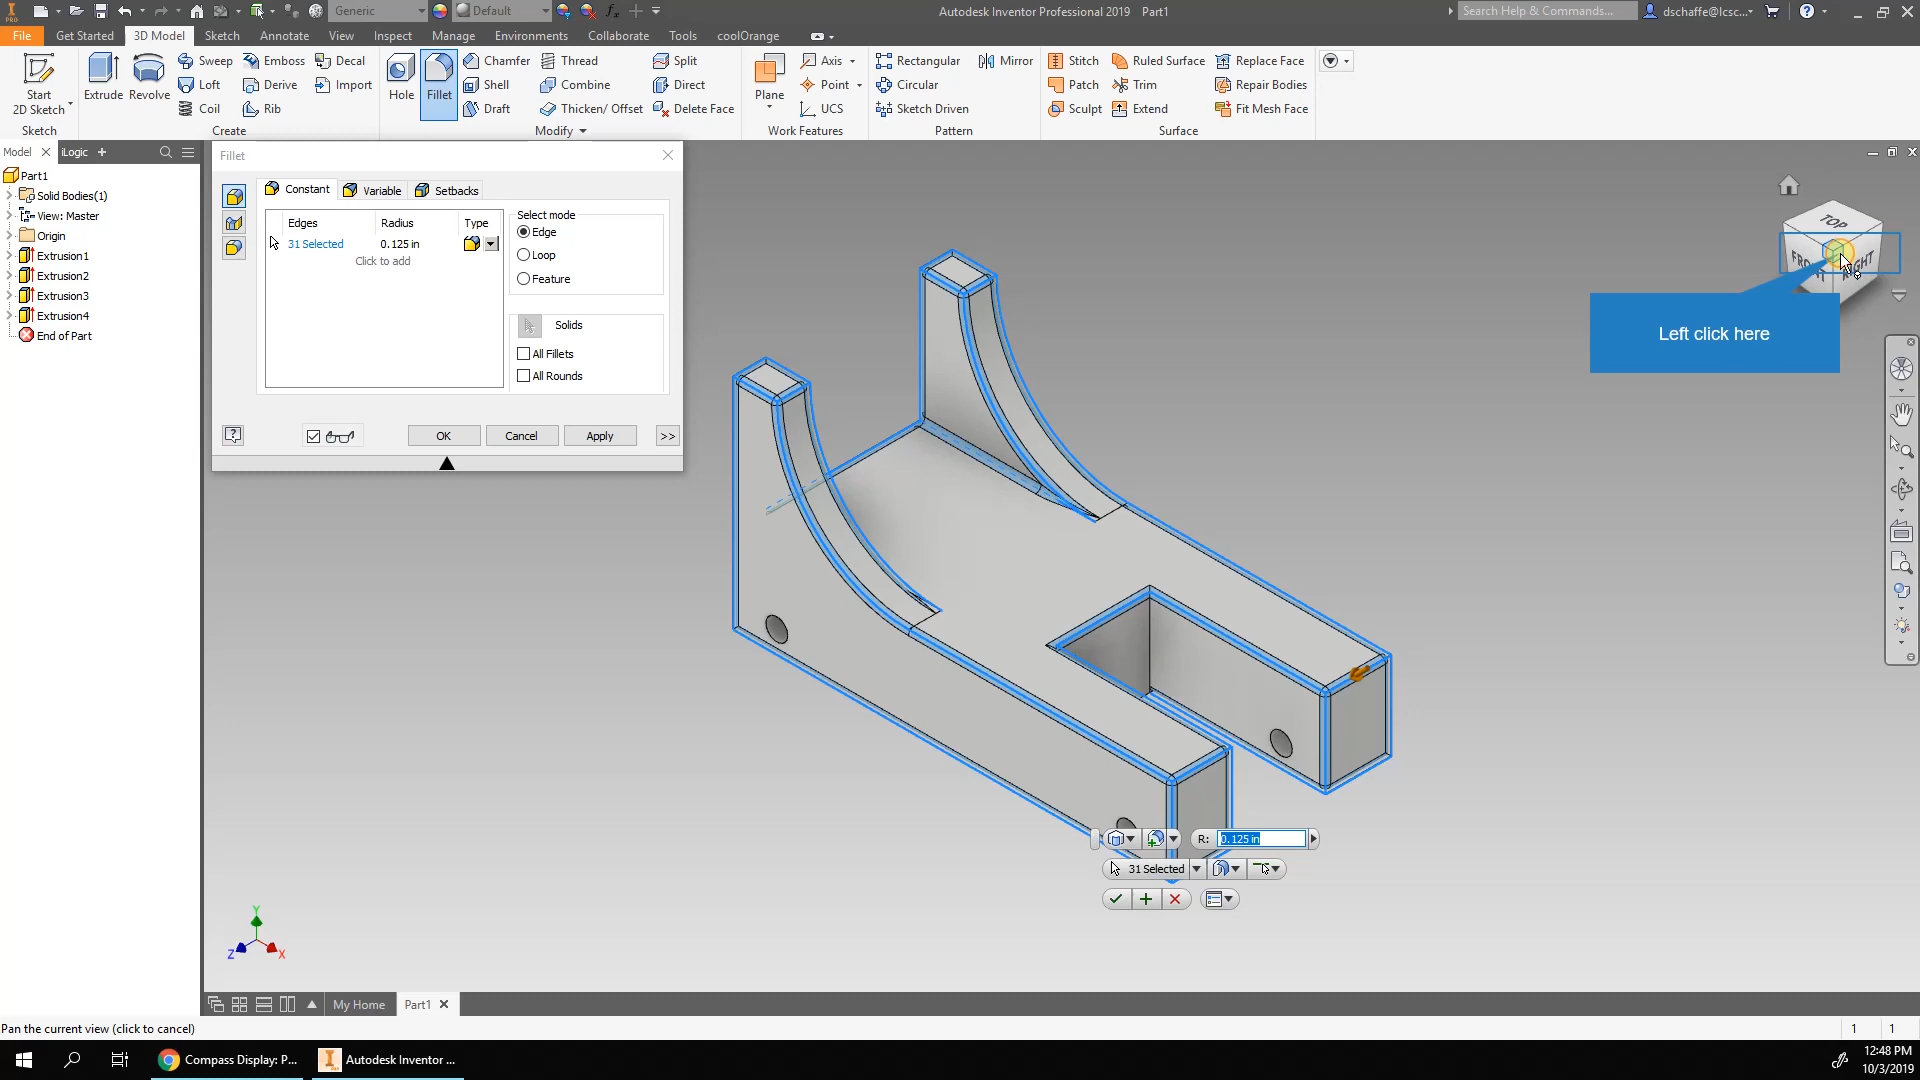 PRO
Generic
Default
Autodesk Inventor Professional 2019 Part1
Search Help & Commands...
dschaffe@lcsc...
File
Get Started
3D Model
Sketch
Annotate
View
Inspect
Manage
Environments
Collaborate
Tools
coolOrange
Start
2D Sketch
Sketch
Extrude
Revolve
Sweep
Loft
Coil
Emboss
Derive
Rib
Decal
Import
Create
Hole
Fillet
Chamfer
Shell
Draft
Thread
Combine
Thicken/ Offset
Split
Direct
Delete Face
Modify
Plane
Axis
Point
UCS
Work Features
Rectangular
Circular
Sketch Driven
Mirror
Pattern
Stitch
Patch
Sculpt
Ruled Surface
Trim
Extend
Replace Face
Repair Bodies
Fit Mesh Face
Surface
Model
iLogic
Part1
Solid Bodies(1)
View: Master
Origin
Extrusion1
Extrusion2
Extrusion3
Extrusion4
End of Part
Fillet
Constant
Variable
Setbacks
Edges Radius Type
31 Selected 0.125 in
Click to add
Select mode
Edge
Loop
Feature
Solids
All Fillets
All Rounds
OK
Cancel
Apply
>>
TOP
FRONT
RIGHT
Left click here
R: 0.125 in
31 Selected
Y
Z
X
My Home
Part1
Pan the current view (click to cancel)
1 1
Compass Display: P...
Autodesk Inventor ...
12:48 PM
10/3/2019